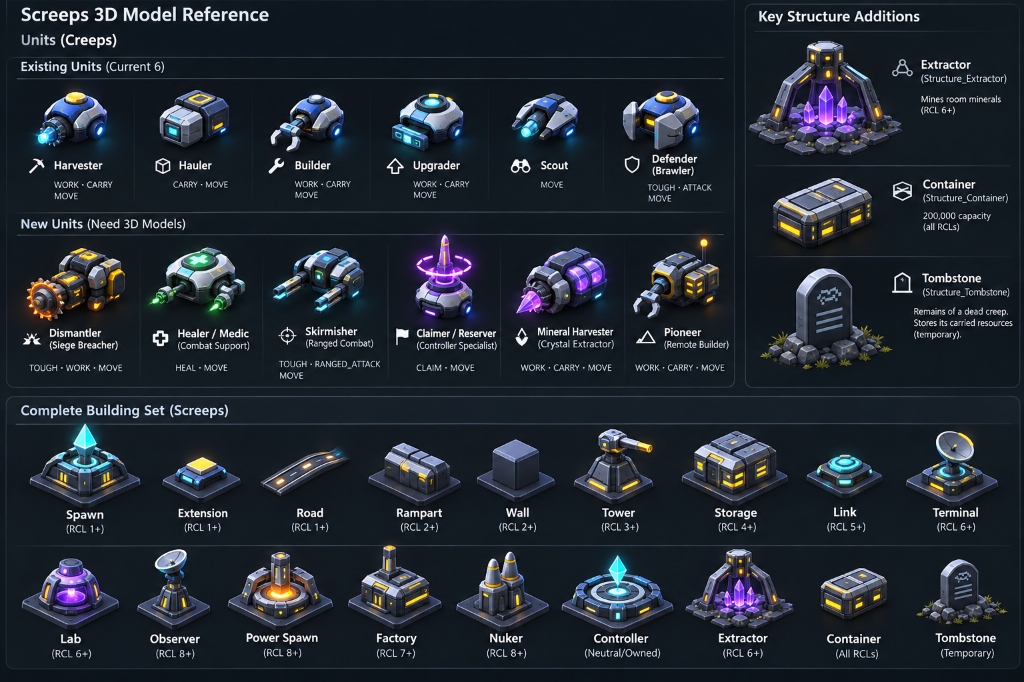 Screeps 3D Model Reference
Units (Creeps)
Existing Units (Current 6)
Harvester
WORK · CARRY
MOVE
Hauler
CARRY · MOVE
Builder
WORK · CARRY
MOVE
Upgrader
WORK · CARRY
MOVE
Scout
MOVE
Defender
(Brawler)
TOUGH · ATTACK
MOVE
New Units (Need 3D Models)
Dismantler
(Siege Breacher)
TOUGH · WORK · MOVE
Healer / Medic
(Combat Support)
HEAL · MOVE
Skirmisher
(Ranged Combat)
TOUGH · RANGED_ATTACK
MOVE
Claimer / Reserver
(Controller Specialist)
CLAIM · MOVE
Mineral Harvester
(Crystal Extractor)
WORK · CARRY · MOVE
Pioneer
(Remote Builder)
WORK · CARRY · MOVE
Key Structure Additions
Extractor
(Structure_Extractor)
Mines room minerals
(RCL 6+)
Container
(Structure_Container)
200,000 capacity
(all RCLs)
Tombstone
(Structure_Tombstone)
Remains of a dead creep.
Stores its carried resources
(temporary).
Complete Building Set (Screeps)
Spawn
(RCL 1+)
Extension
(RCL 1+)
Road
(RCL 1+)
Rampart
(RCL 2+)
Wall
(RCL 2+)
Tower
(RCL 3+)
Storage
(RCL 4+)
Link
(RCL 5+)
Terminal
(RCL 6+)
Lab
(RCL 6+)
Observer
(RCL 8+)
Power Spawn
(RCL 8+)
Factory
(RCL 7+)
Nuker
(RCL 8+)
Controller
(Neutral/Owned)
Extractor
(RCL 6+)
Container
(All RCLs)
Tombstone
(Temporary)